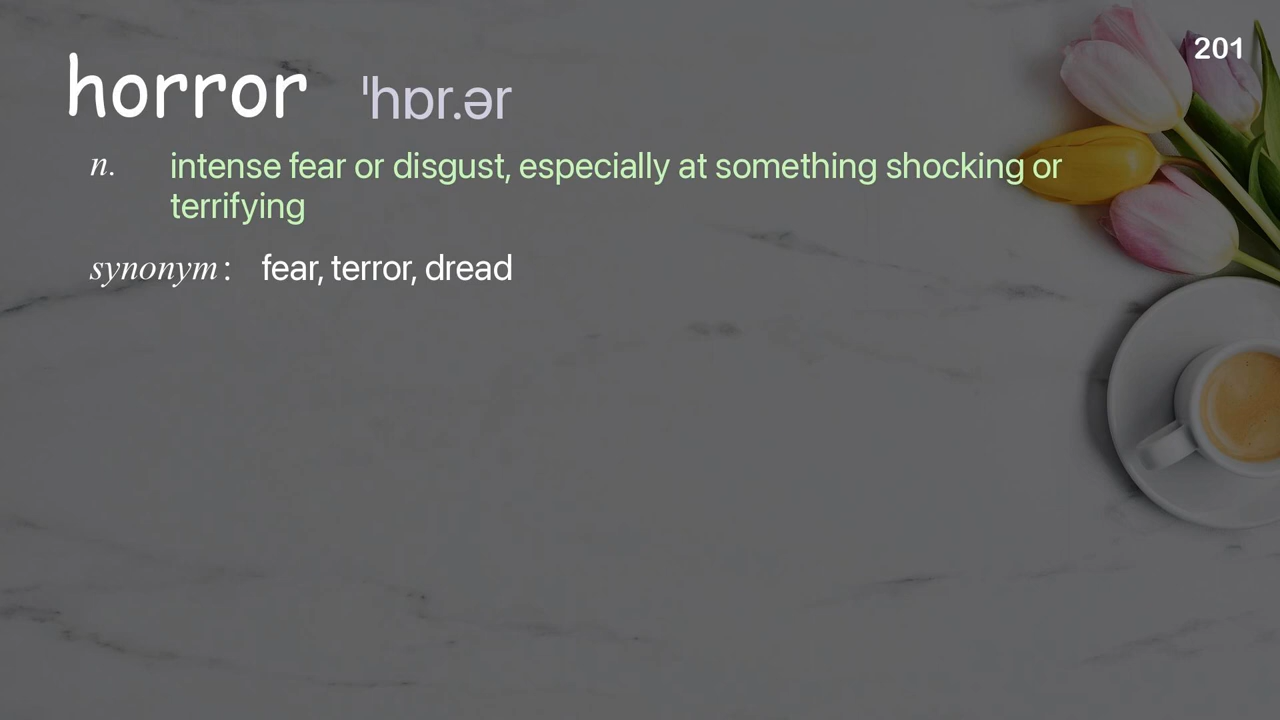 201
horror ˈhɒr.ər
n. intense fear or disgust, especially at something shocking or
terrifying
synonym: fear, terror, dread